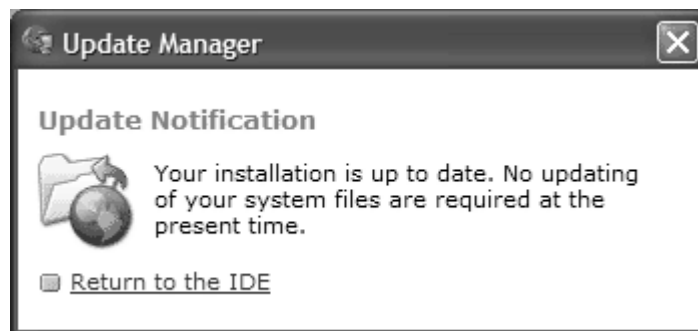 Update Manager
Update Notification
Your installation is up to date. No updating
of your system files are required at the
present time.
Return to the IDE